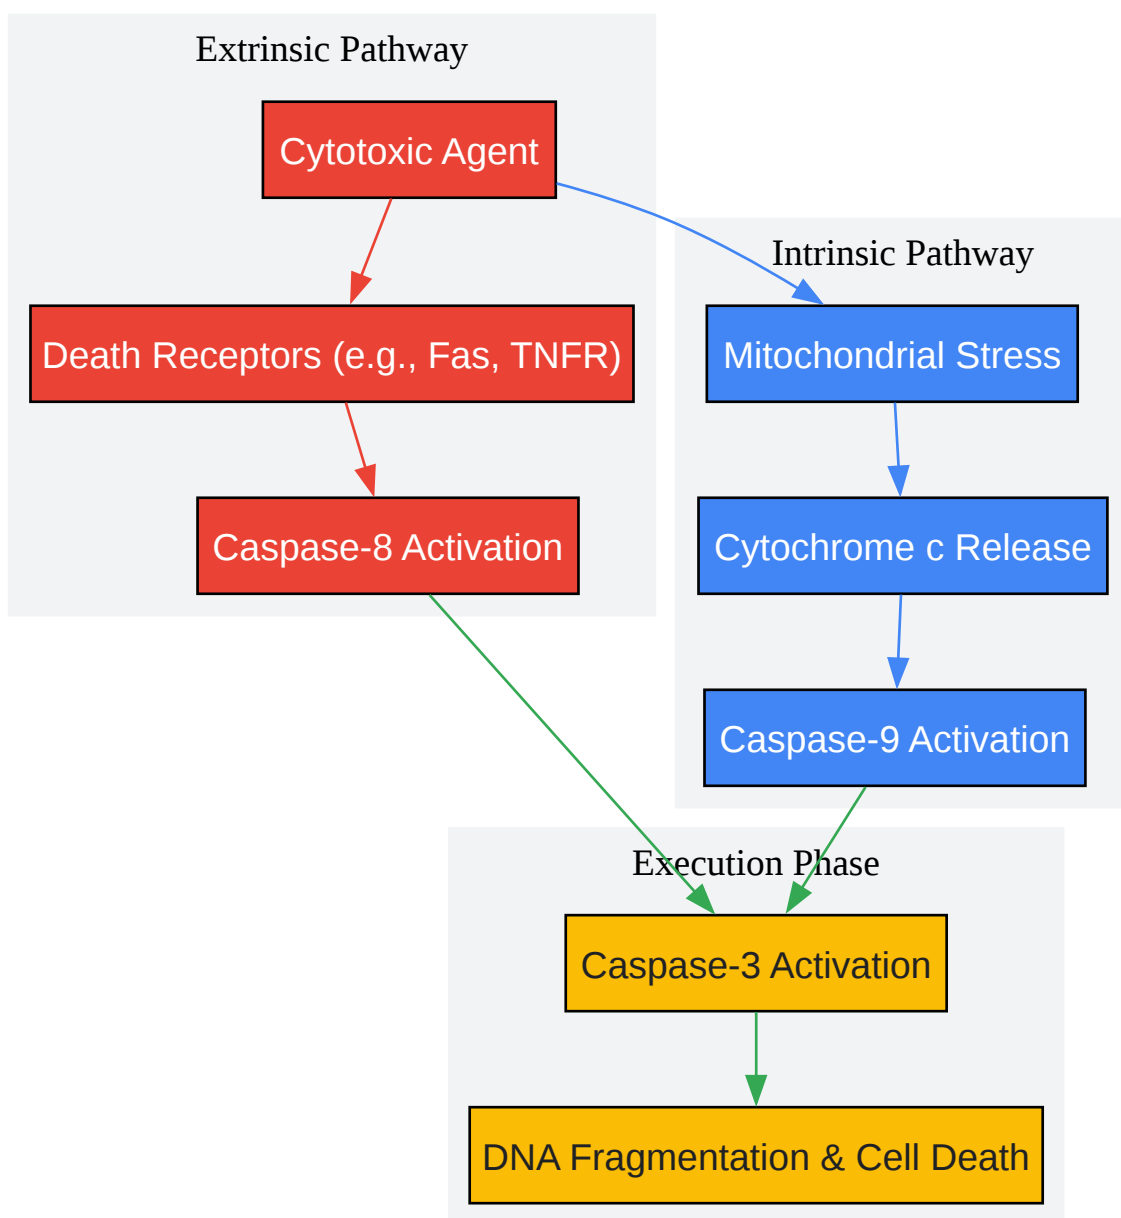 Extrinsic Pathway
Cytotoxic Agent
Intrinsic Pathway
Death Receptors (e.g., Fas, TNFR)
Mitochondrial Stress
Caspase-8 Activation
Cytochrome c Release
Caspase-9 Activation
Execution Phase
Caspase-3 Activation
DNA Fragmentation & Cell Death